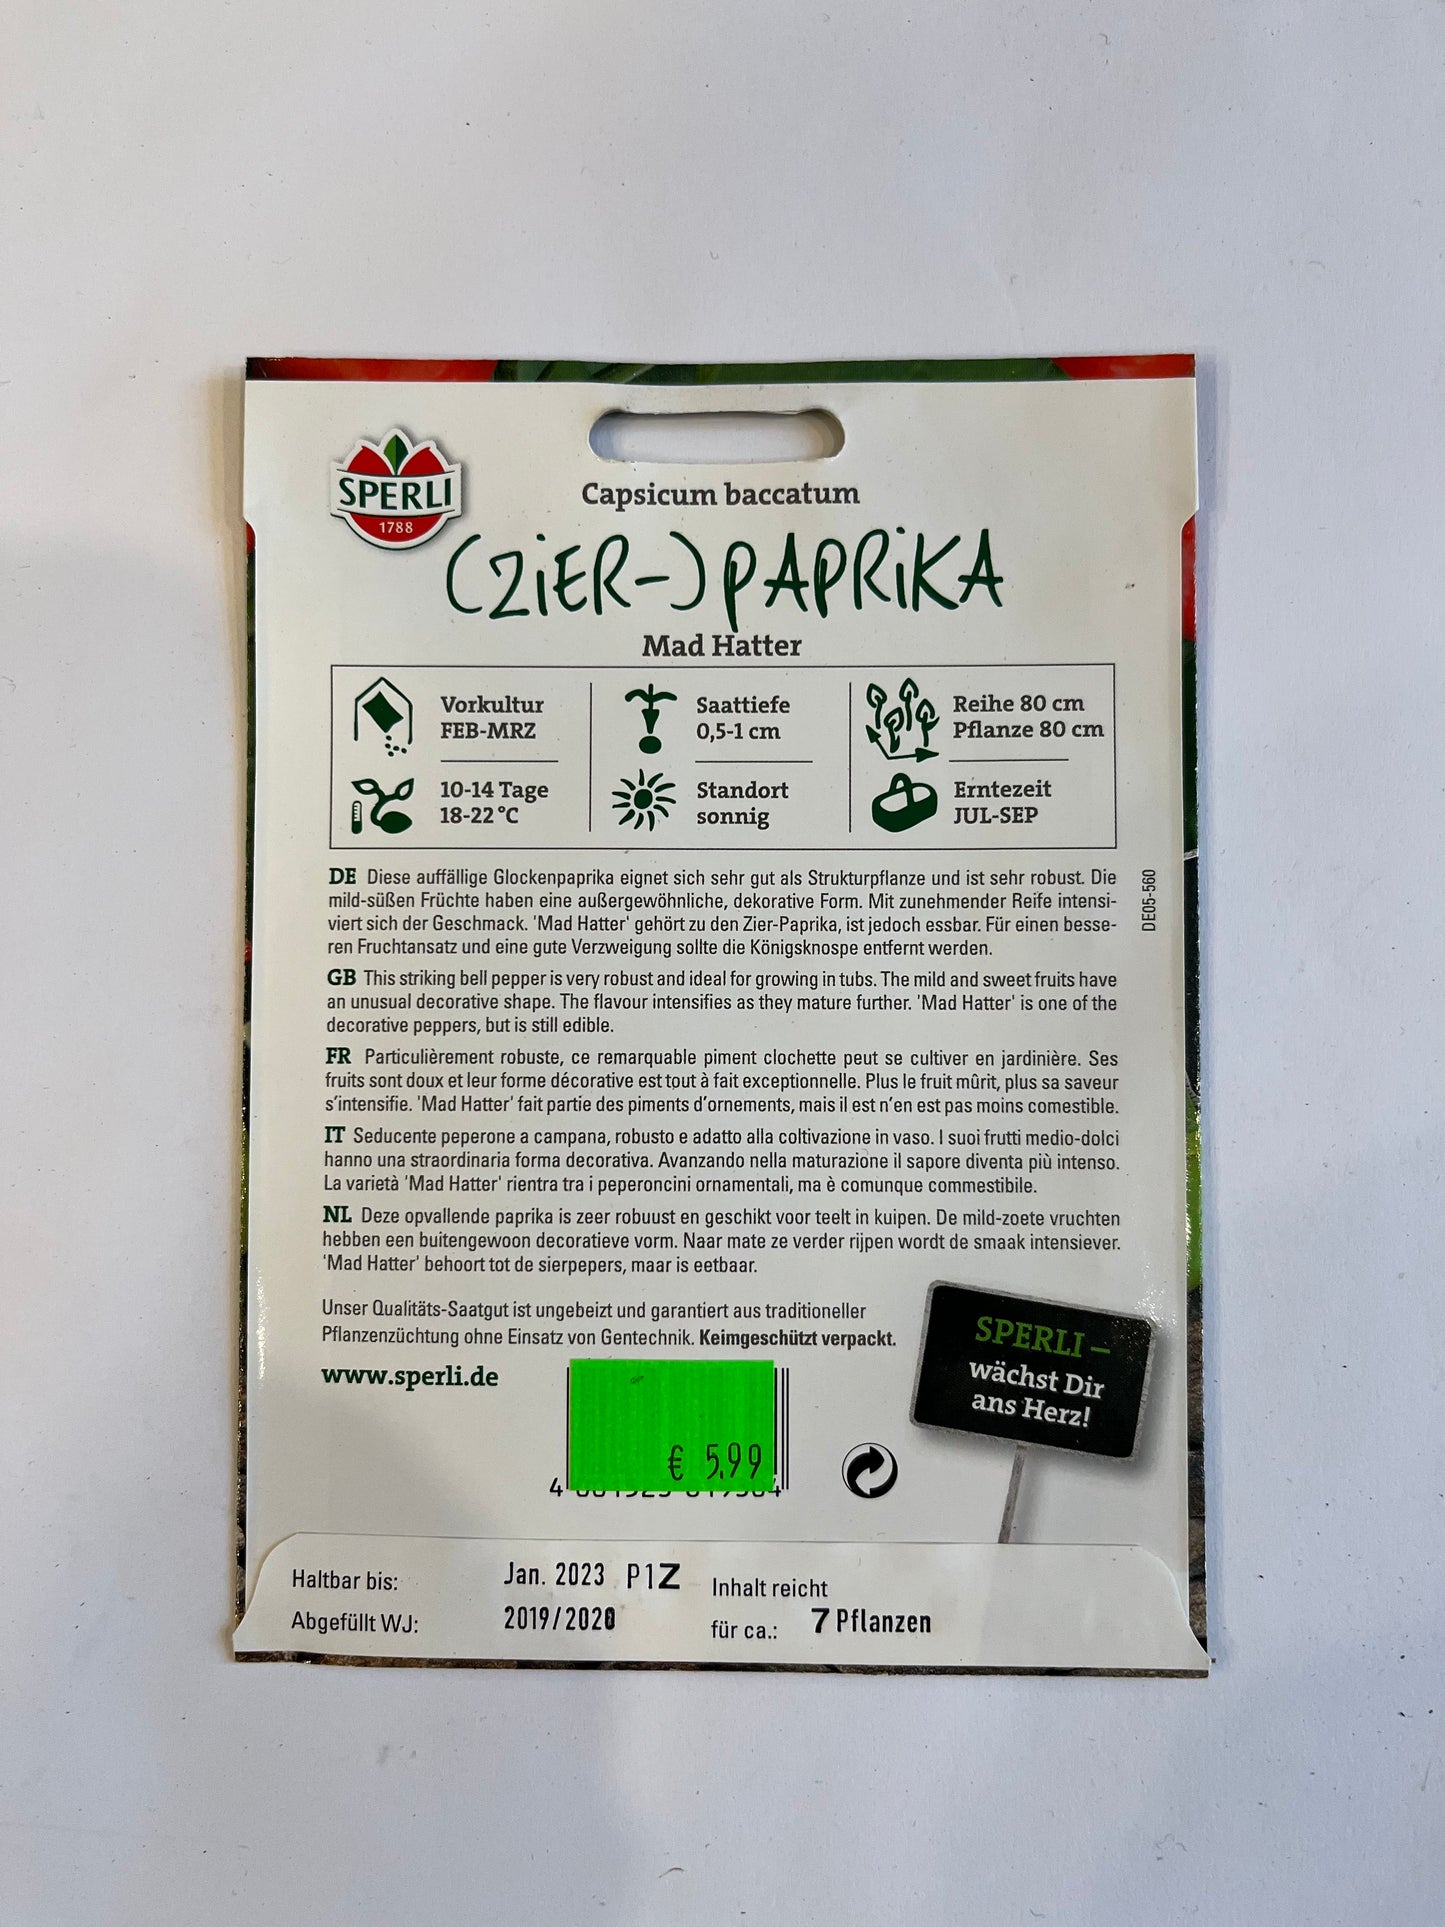 SPERLI
1788
Capsicum baccatum
(ZiER-)PAPRiKA
Mad Hatter
Vorkultur
FEB-MRZ
10-14 Tage
18-22 °C
Saattiefe
0,5-1 cm
Standort
sonnig
Reihe 80 cm
Pflanze 80 cm
Erntezeit
JUL-SEP
DE Diese auffällige Glockenpaprika eignet sich sehr gut als Strukturpflanze und ist sehr robust. Die
mild-süßen Früchte haben eine außergewöhnliche, dekorative Form. Mit zunehmender Reife intensi-
viert sich der Geschmack. 'Mad Hatter' gehört zu den Zier-Paprika, ist jedoch essbar. Für einen besse-
ren Fruchtansatz und eine gute Verzweigung sollte die Königsknospe entfernt werden.
DE05-560
GB This striking bell pepper is very robust and ideal for growing in tubs. The mild and sweet fruits have
an unusual decorative shape. The flavour intensifies as they mature further. 'Mad Hatter' is one of the
decorative peppers, but is still edible.
FR Particulièrement robuste, ce remarquable piment clochette peut se cultiver en jardinière. Ses
fruits sont doux et leur forme décorative est tout à fait exceptionnelle. Plus le fruit mûrit, plus sa saveur
s'intensifie. 'Mad Hatter' fait partie des piments d'ornements, mais il est n'en est pas moins comestible.
IT Seducente peperone a campana, robusto e adatto alla coltivazione in vaso. I suoi frutti medio-dolci
hanno una straordinaria forma decorativa. Avanzando nella maturazione il sapore diventa più intenso.
La varietà 'Mad Hatter' rientra tra i peperoncini ornamentali, ma è comunque commestibile.
NL Deze opvallende paprika is zeer robuust en geschikt voor teelt in kuipen. De mild-zoete vruchten
hebben een buitengewoon decoratieve vorm. Naar mate ze verder rijpen wordt de smaak intensiever.
'Mad Hatter' behoort tot de sierpepers, maar is eetbaar.
Unser Qualitäts-Saatgut ist ungebeizt und garantiert aus traditioneller
Pflanzenzüchtung ohne Einsatz von Gentechnik. Keimgeschützt verpackt.
www.sperli.de
SPERLI –
wächst Dir
ans Herz!
€ 5,99
4
Haltbar bis: Jan. 2023 P1Z
Abgefüllt WJ: 2019/2020
Inhalt reicht
für ca.: 7 Pflanzen